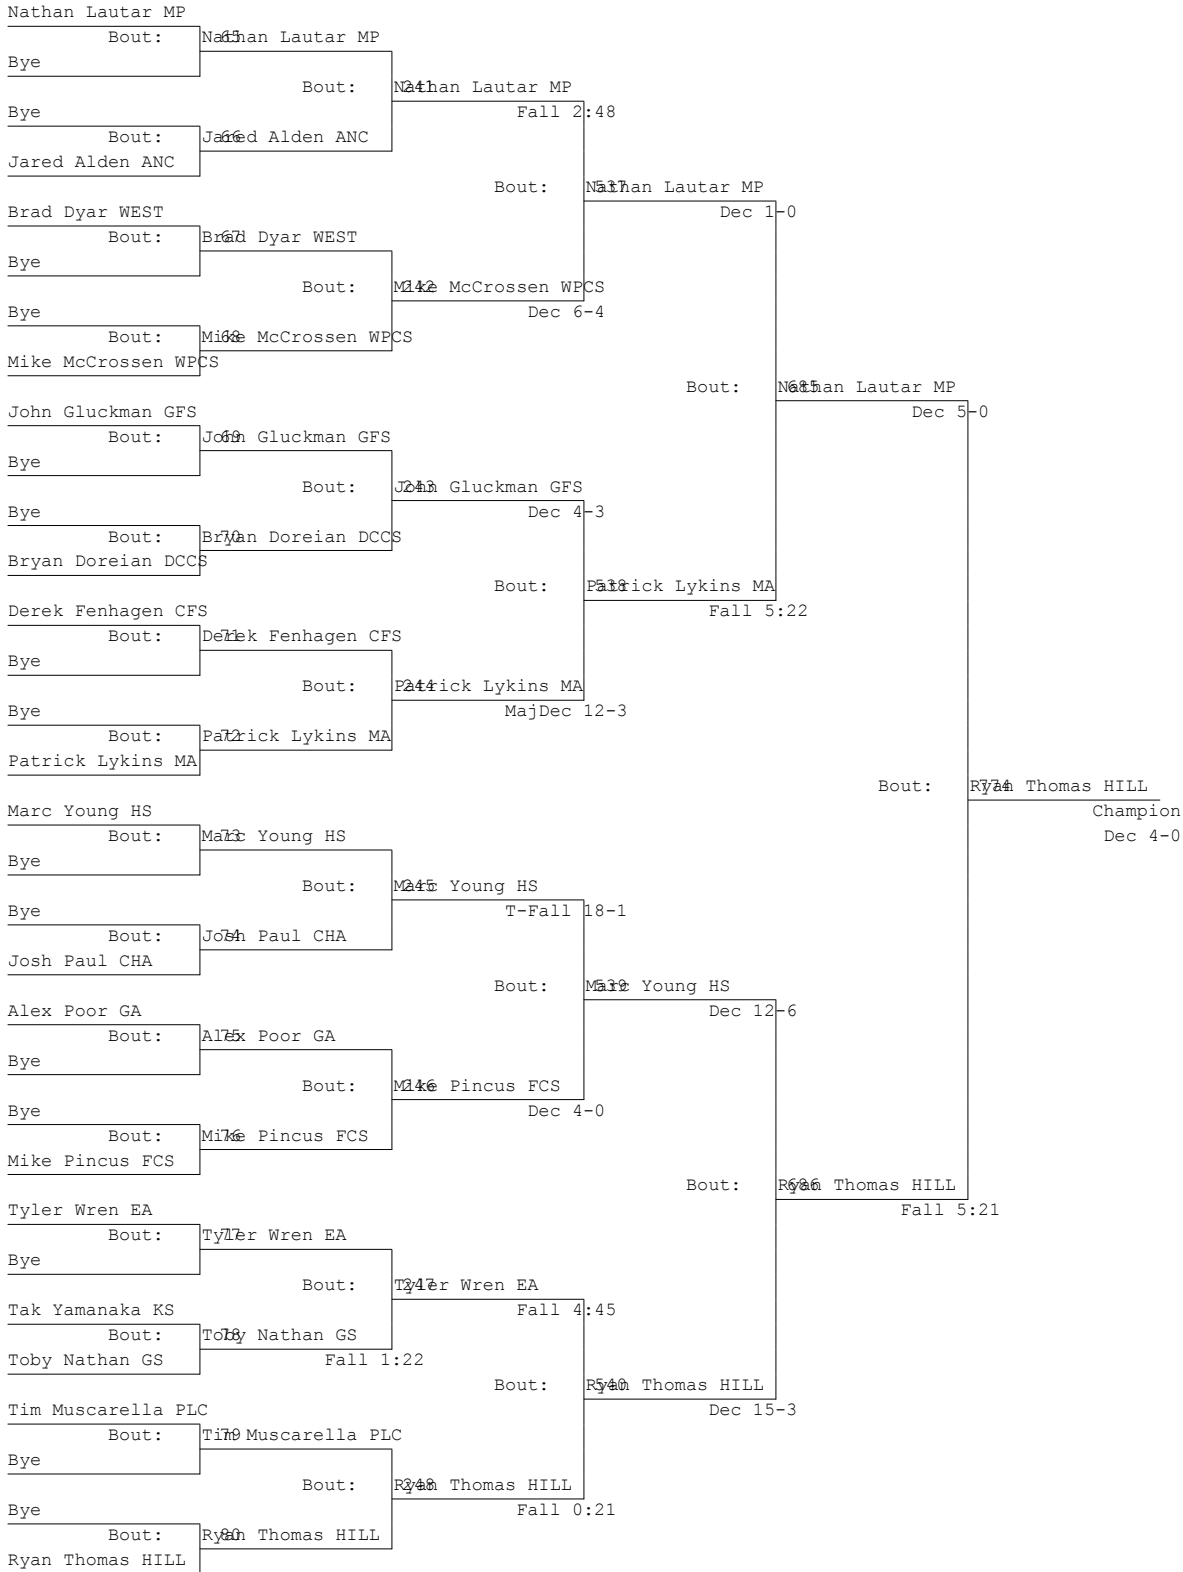 Nathan Lautar MP
Bout: 65 Nathan Lautar MP
Bye
Bout: 241 Nathan Lautar MP
Bye
Fall 2:48
Bout: 66 Jared Alden ANC
Jared Alden ANC
Bout: 537 Nathan Lautar MP
Brad Dyar WEST
Dec 1-0
Bout: 67 Brad Dyar WEST
Bye
Bout: 242 Mike McCrossen WPCS
Bye
Dec 6-4
Bout: 68 Mike McCrossen WPCS
Mike McCrossen WPCS
Bout: 685 Nathan Lautar MP
John Gluckman GFS
Dec 5-0
Bout: 69 John Gluckman GFS
Bye
Bout: 243 John Gluckman GFS
Bye
Dec 4-3
Bout: 70 Bryan Doreian DCCS
Bryan Doreian DCCS
Bout: 538 Patrick Lykins MA
Derek Fenhagen CFS
Fall 5:22
Bout: 71 Derek Fenhagen CFS
Bye
Bout: 244 Patrick Lykins MA
Bye
MajDec 12-3
Bout: 72 Patrick Lykins MA
Patrick Lykins MA
Bout: 774 Ryan Thomas HILL
Marc Young HS
Champion
Bout: 73 Marc Young HS
Dec 4-0
Bye
Bout: 245 Marc Young HS
Bye
T-Fall 18-1
Bout: 74 Josh Paul CHA
Josh Paul CHA
Bout: 539 Marc Young HS
Alex Poor GA
Dec 12-6
Bout: 75 Alex Poor GA
Bye
Bout: 246 Mike Pincus FCS
Bye
Dec 4-0
Bout: 76 Mike Pincus FCS
Mike Pincus FCS
Bout: 686 Ryan Thomas HILL
Tyler Wren EA
Fall 5:21
Bout: 77 Tyler Wren EA
Bye
Bout: 247 Tyler Wren EA
Tak Yamanaka KS
Fall 4:45
Bout: 78 Toby Nathan GS
Toby Nathan GS
Fall 1:22
Bout: 540 Ryan Thomas HILL
Tim Muscarella PLC
Dec 15-3
Bout: 79 Tim Muscarella PLC
Bye
Bout: 248 Ryan Thomas HILL
Bye
Fall 0:21
Bout: 80 Ryan Thomas HILL
Ryan Thomas HILL